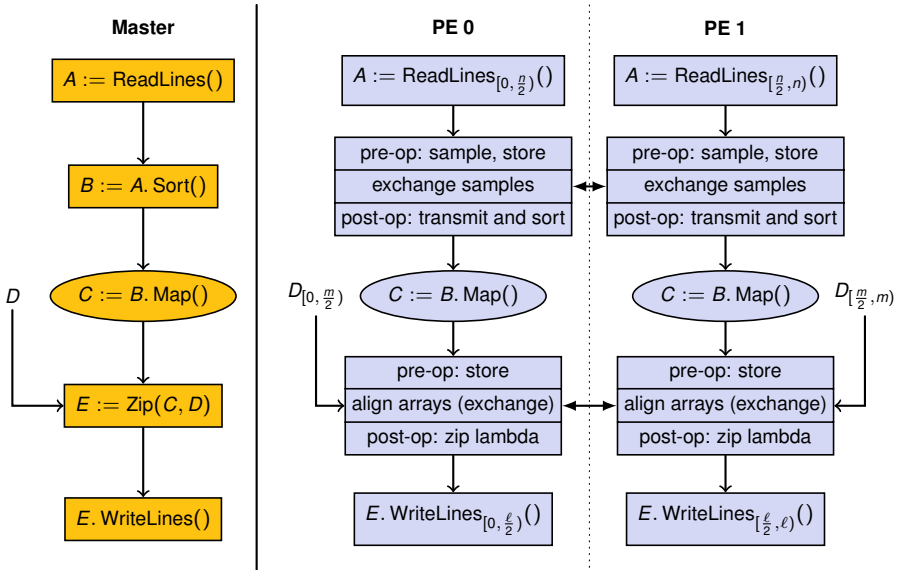 Master
A := ReadLines()
B := A.Sort()
C := B.Map()
D
E := Zip(C, D)
E.WriteLines()
PE 0
A := ReadLines[0, n/2)()
pre-op: sample, store
exchange samples
post-op: transmit and sort
C := B.Map()
D[0, m/2)
pre-op: store
align arrays (exchange)
post-op: zip lambda
E.WriteLines[0, ℓ/2)()
PE 1
A := ReadLines[n/2, n)()
pre-op: sample, store
exchange samples
post-op: transmit and sort
C := B.Map()
D[m/2, m)
pre-op: store
align arrays (exchange)
post-op: zip lambda
E.WriteLines[ℓ/2, ℓ)()